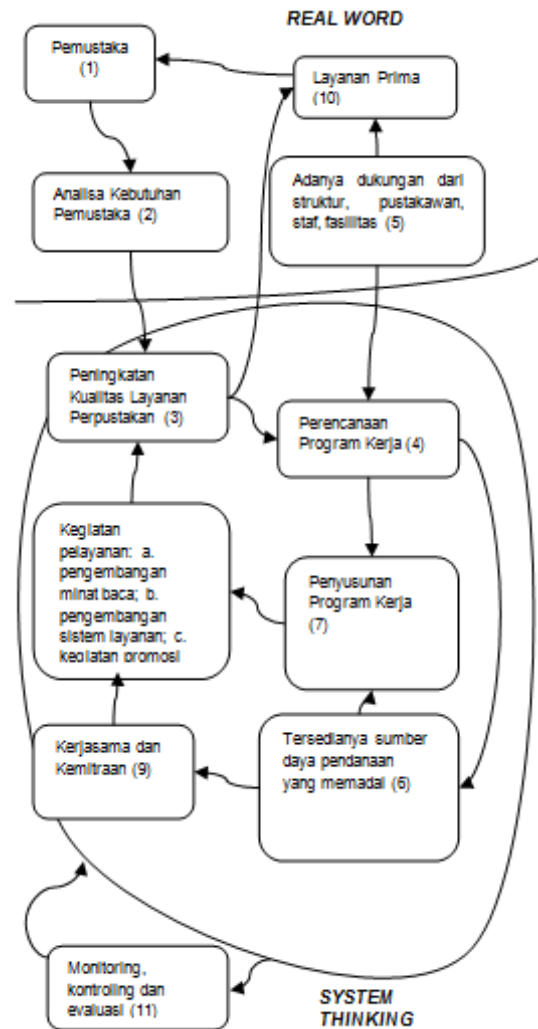 REAL WORD
Pemustaka
(1)
Layanan Prima
(10)
Analisa Kebutuhan
Pemustaka (2)
Adanya dukungan dari
struktur, pustakawan,
staf, fasilitas (5)
Peningkatan
Kualitas Layanan
Perpustakan (3)
Perencanaan
Program Kerja (4)
Kegiatan
pelayanan: a.
pengembangan
minat baca; b.
pengembangan
sistem layanan; c.
kegiatan promosi
Penyusunan
Program Kerja
(7)
Kerjasama dan
Kemitraan (9)
Tersedianya sumber
daya pendanaan
yang memadai (6)
Monitoring,
kontroling dan
evaluasi (11)
SYSTEM
THINKING